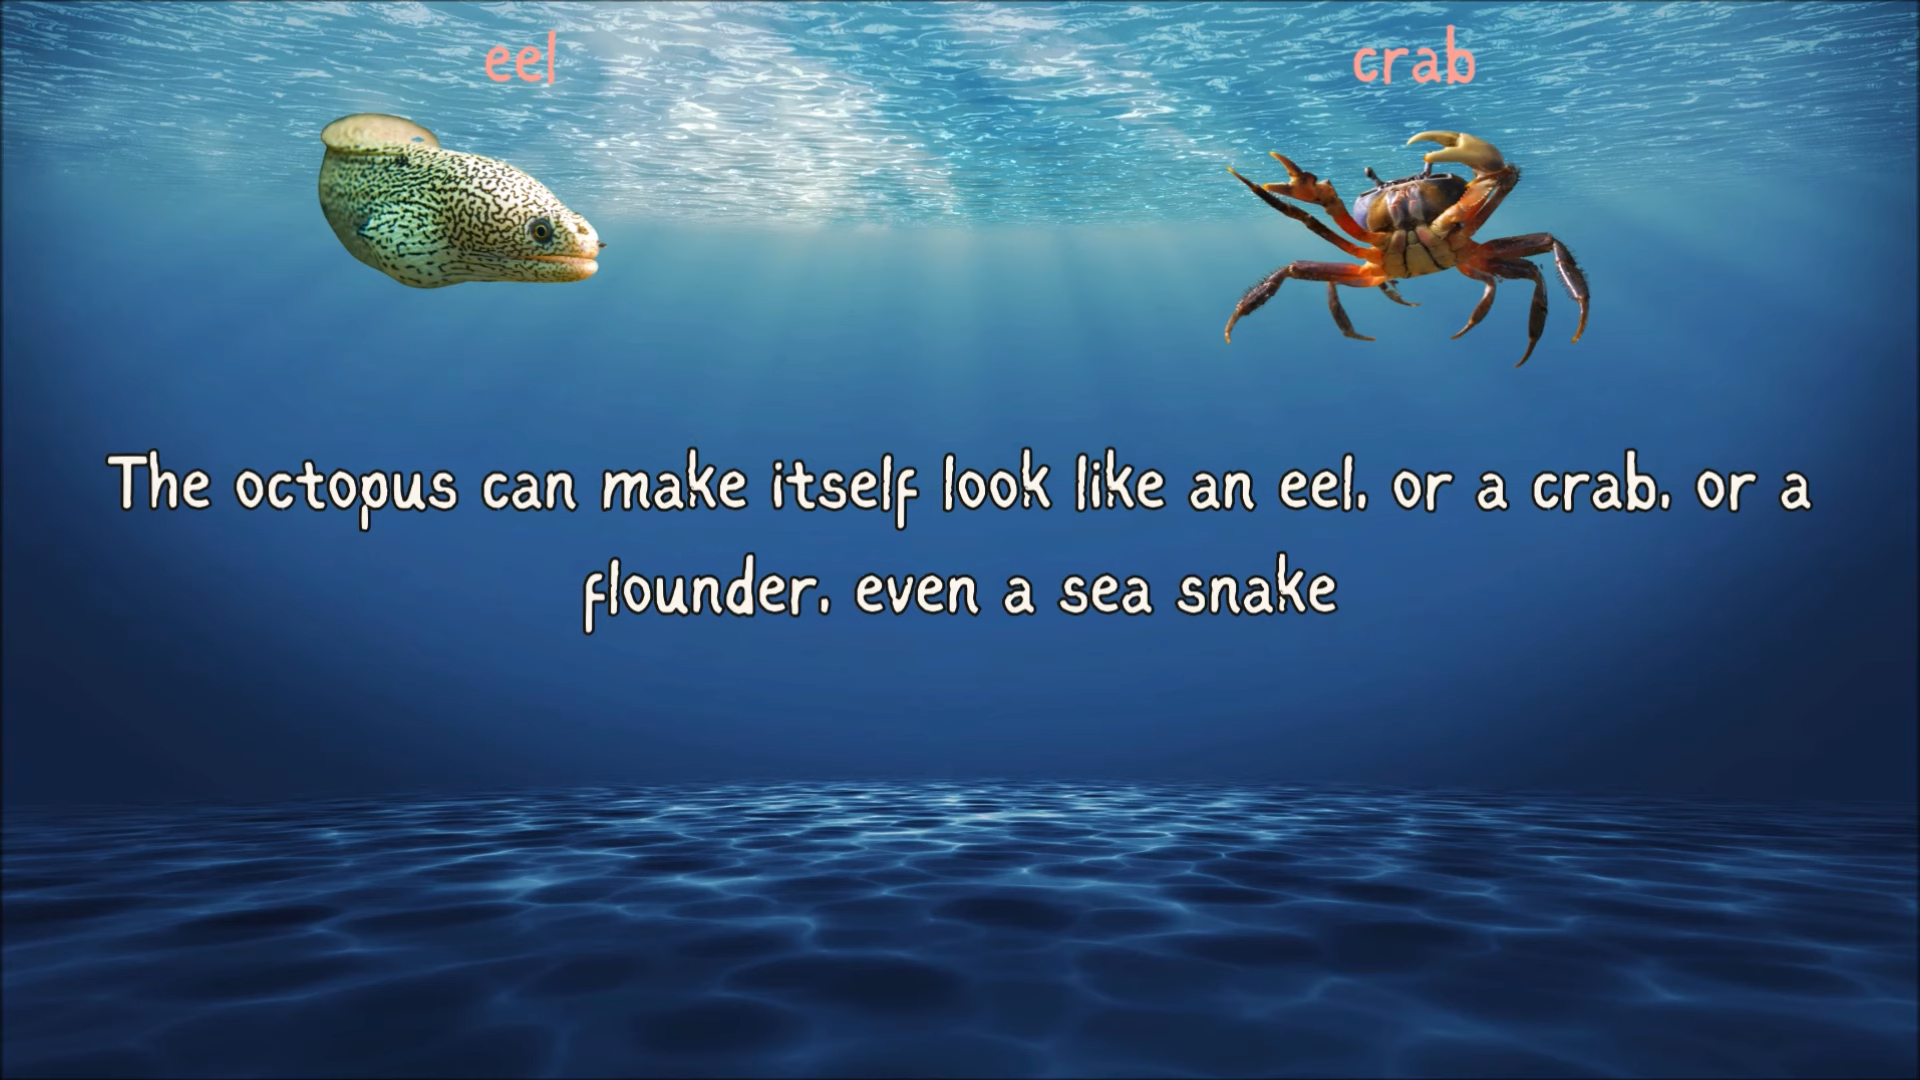 eel
crab
The octopus can make itself look like an eel, or a crab, or a
flounder, even a sea snake